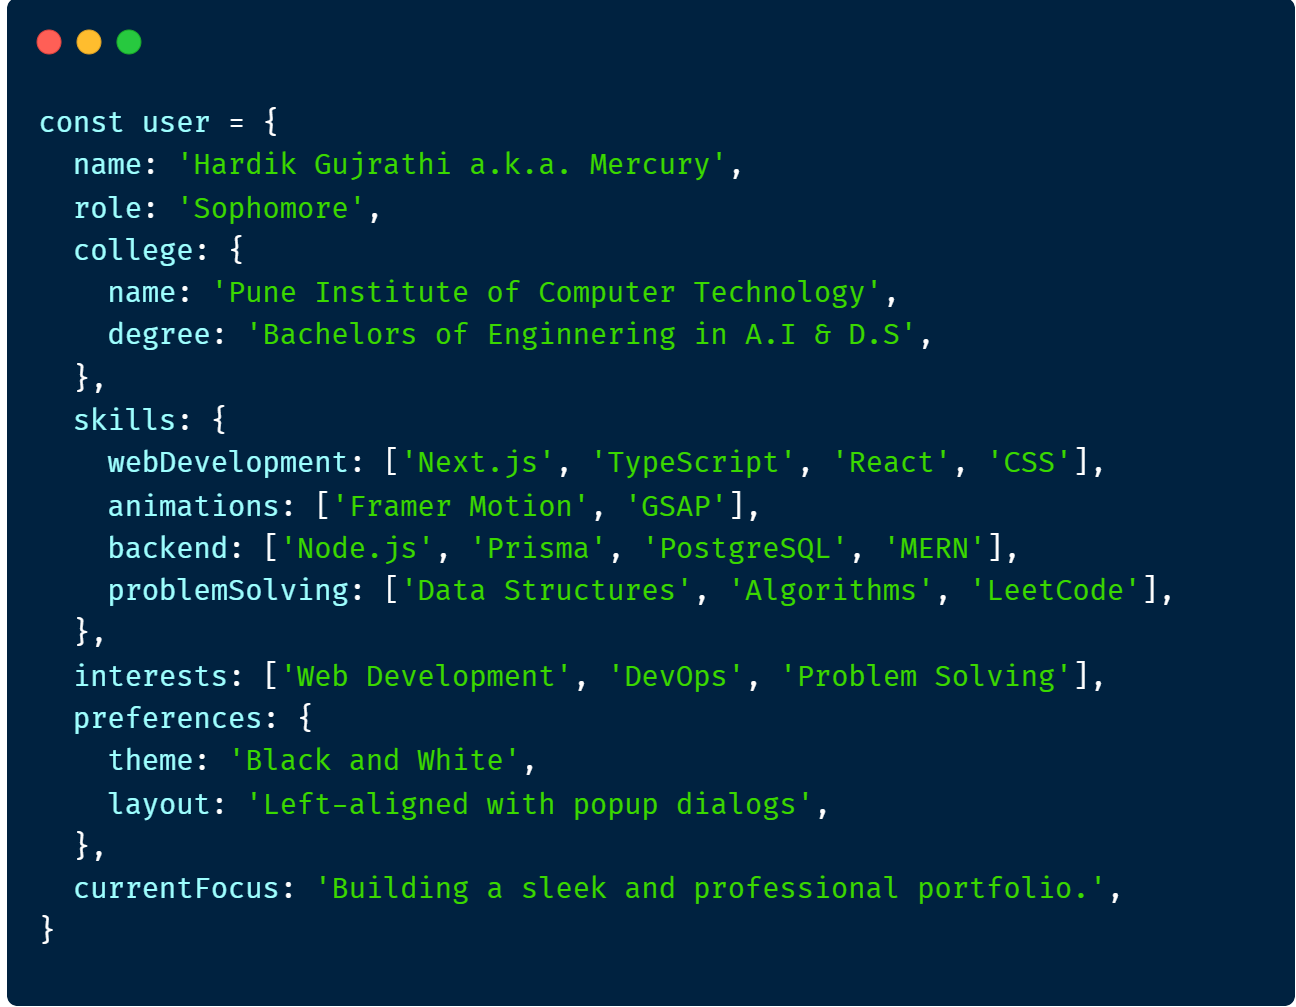 const user = {
  name: 'Hardik Gujrathi a.k.a. Mercury',
  role: 'Sophomore',
  college: {
    name: 'Pune Institute of Computer Technology',
    degree: 'Bachelors of Enginnering in A.I & D.S',
  },
  skills: {
    webDevelopment: ['Next.js', 'TypeScript', 'React', 'CSS'],
    animations: ['Framer Motion', 'GSAP'],
    backend: ['Node.js', 'Prisma', 'PostgreSQL', 'MERN'],
    problemSolving: ['Data Structures', 'Algorithms', 'LeetCode'],
  },
  interests: ['Web Development', 'DevOps', 'Problem Solving'],
  preferences: {
    theme: 'Black and White',
    layout: 'Left-aligned with popup dialogs',
  },
  currentFocus: 'Building a sleek and professional portfolio.',
}